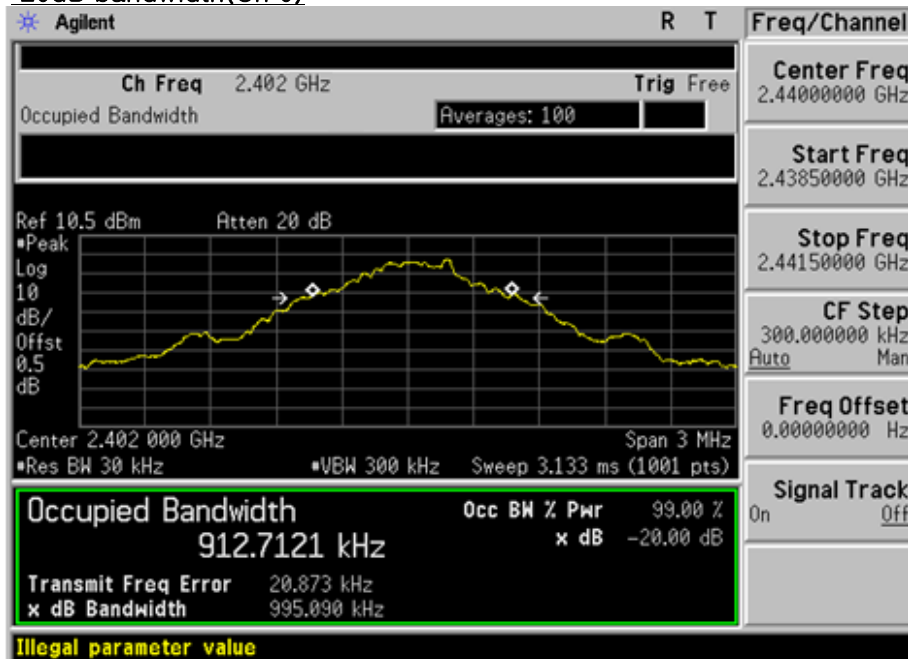 -20dB bandwidth(Ch 0)
Agilent R T
Freq/Channel
Ch Freq 2.402 GHz Trig Free
Occupied Bandwidth Averages: 100
Center Freq
2.44000000 GHz
Start Freq
2.43850000 GHz
Stop Freq
2.44150000 GHz
CF Step
300.000000 kHz
Auto Man
Freq Offset
0.00000000 Hz
Signal Track
On Off
Ref 10.5 dBm Atten 20 dB
Peak
Log
10
dB/
Offst
0.5
dB
Center 2.402 000 GHz Span 3 MHz
Res BW 30 kHz VBW 300 kHz Sweep 3.133 ms (1001 pts)
Occupied Bandwidth Occ BW % Pwr 99.00 %
912.7121 kHz x dB -20.00 dB
Transmit Freq Error 20.873 kHz
x dB Bandwidth 995.090 kHz
Illegal parameter value